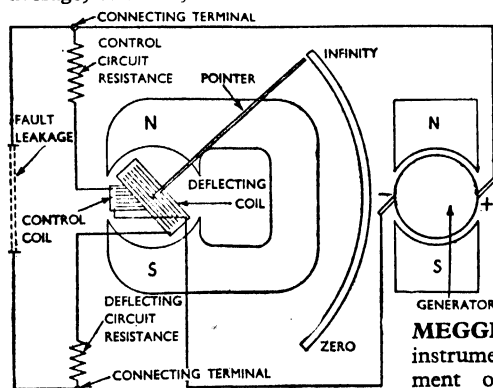 CONNECTING TERMINAL
CONTROL
CIRCUIT
RESISTANCE
INFINITY
POINTER
FAULT
LEAKAGE
N
N
DEFLECTING
COIL
CONTROL
COIL
-
+
S
S
DEFLECTING
CIRCUIT
RESISTANCE
GENERATOR
ZERO
CONNECTING TERMINAL
instrume
ment o